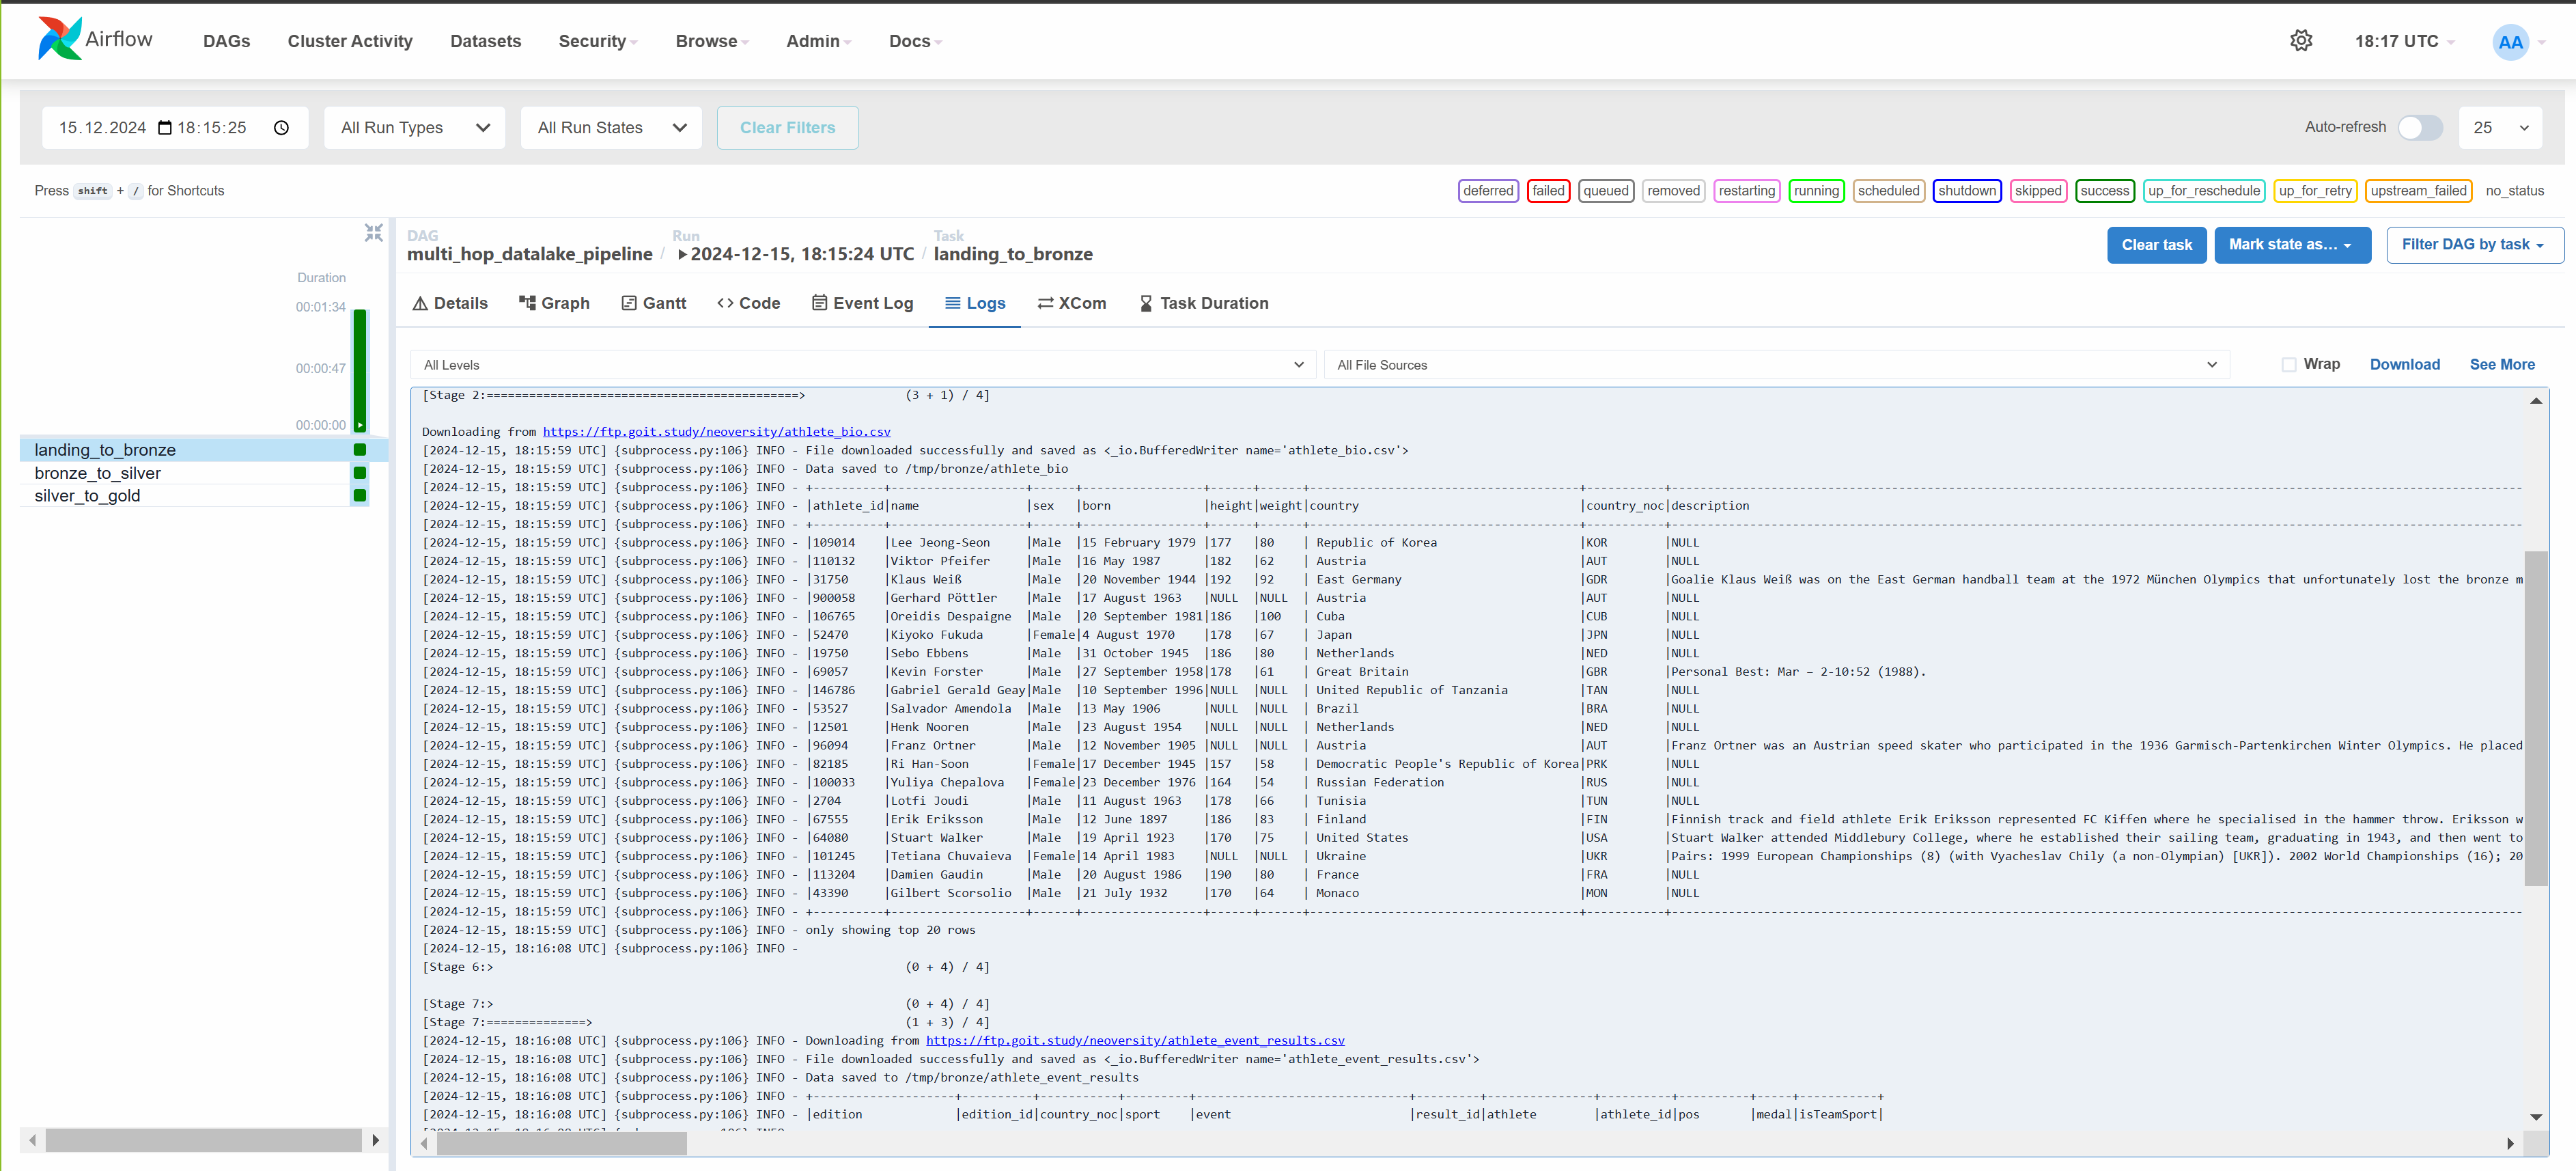 Airflow DAGs Cluster Activity Datasets Security Browse Admin Docs 18:17 UTC AA
15.12.2024 18:15:25 All Run Types All Run States Clear Filters Auto-refresh 25
Press shift + / for Shortcuts deferred failed queued removed restarting running scheduled shutdown skipped success up_for_reschedule up_for_retry upstream_failed no_status
Duration
00:01:34
00:00:47
00:00:00
landing_to_bronze
bronze_to_silver
silver_to_gold
DAG Run Task
multi_hop_datalake_pipeline / 2024-12-15, 18:15:24 UTC / landing_to_bronze
Clear task Mark state as... Filter DAG by task
Details Graph Gantt Code Event Log Logs XCom Task Duration
All Levels All File Sources Wrap Download See More
[Stage 2:============================================> (3 + 1) / 4]
Downloading from https://ftp.goit.study/neoversity/athlete_bio.csv
[2024-12-15, 18:15:59 UTC] {subprocess.py:106} INFO - File downloaded successfully and saved as <_io.BufferedWriter name='athlete_bio.csv'>
[2024-12-15, 18:15:59 UTC] {subprocess.py:106} INFO - Data saved to /tmp/bronze/athlete_bio
[2024-12-15, 18:15:59 UTC] {subprocess.py:106} INFO - +----------+-------------------+------+-----------------+------+------+--------------------------------------+-----------+------------------------
[2024-12-15, 18:15:59 UTC] {subprocess.py:106} INFO - |athlete_id|name |sex |born |height|weight|country |country_noc|description
[2024-12-15, 18:15:59 UTC] {subprocess.py:106} INFO - +----------+-------------------+------+-----------------+------+------+--------------------------------------+-----------+------------------------
[2024-12-15, 18:15:59 UTC] {subprocess.py:106} INFO - |109014 |Lee Jeong-Seon |Male |15 February 1979 |177 |80 | Republic of Korea |KOR |NULL
[2024-12-15, 18:15:59 UTC] {subprocess.py:106} INFO - |110132 |Viktor Pfeifer |Male |16 May 1987 |182 |62 | Austria |AUT |NULL
[2024-12-15, 18:15:59 UTC] {subprocess.py:106} INFO - |31750 |Klaus Weiß |Male |20 November 1944 |192 |92 | East Germany |GDR |Goalie Klaus Weiß was on the East German handball team at the 1972 München Olympics that unfortunately lost the bronze m
[2024-12-15, 18:15:59 UTC] {subprocess.py:106} INFO - |900058 |Gerhard Pöttler |Male |17 August 1963 |NULL |NULL | Austria |AUT |NULL
[2024-12-15, 18:15:59 UTC] {subprocess.py:106} INFO - |106765 |Oreidis Despaigne |Male |20 September 1981|186 |100 | Cuba |CUB |NULL
[2024-12-15, 18:15:59 UTC] {subprocess.py:106} INFO - |52470 |Kiyoko Fukuda |Female|4 August 1970 |178 |67 | Japan |JPN |NULL
[2024-12-15, 18:15:59 UTC] {subprocess.py:106} INFO - |19750 |Sebo Ebbens |Male |31 October 1945 |186 |80 | Netherlands |NED |NULL
[2024-12-15, 18:15:59 UTC] {subprocess.py:106} INFO - |69057 |Kevin Forster |Male |27 September 1958|178 |61 | Great Britain |GBR |Personal Best: Mar – 2-10:52 (1988).
[2024-12-15, 18:15:59 UTC] {subprocess.py:106} INFO - |146786 |Gabriel Gerald Geay|Male |10 September 1996|NULL |NULL | United Republic of Tanzania |TAN |NULL
[2024-12-15, 18:15:59 UTC] {subprocess.py:106} INFO - |53527 |Salvador Amendola |Male |13 May 1906 |NULL |NULL | Brazil |BRA |NULL
[2024-12-15, 18:15:59 UTC] {subprocess.py:106} INFO - |12501 |Henk Nooren |Male |23 August 1954 |NULL |NULL | Netherlands |NED |NULL
[2024-12-15, 18:15:59 UTC] {subprocess.py:106} INFO - |96094 |Franz Ortner |Male |12 November 1905 |NULL |NULL | Austria |AUT |Franz Ortner was an Austrian speed skater who participated in the 1936 Garmisch-Partenkirchen Winter Olympics. He placed
[2024-12-15, 18:15:59 UTC] {subprocess.py:106} INFO - |82185 |Ri Han-Soon |Female|17 December 1945 |157 |58 | Democratic People's Republic of Korea|PRK |NULL
[2024-12-15, 18:15:59 UTC] {subprocess.py:106} INFO - |100033 |Yuliya Chepalova |Female|23 December 1976 |164 |54 | Russian Federation |RUS |NULL
[2024-12-15, 18:15:59 UTC] {subprocess.py:106} INFO - |2704 |Lotfi Joudi |Male |11 August 1963 |178 |66 | Tunisia |TUN |NULL
[2024-12-15, 18:15:59 UTC] {subprocess.py:106} INFO - |67555 |Erik Eriksson |Male |12 June 1897 |186 |83 | Finland |FIN |Finnish track and field athlete Erik Eriksson represented FC Kiffen where he specialised in the hammer throw. Eriksson w
[2024-12-15, 18:15:59 UTC] {subprocess.py:106} INFO - |64080 |Stuart Walker |Male |19 April 1923 |170 |75 | United States |USA |Stuart Walker attended Middlebury College, where he established their sailing team, graduating in 1943, and then went to
[2024-12-15, 18:15:59 UTC] {subprocess.py:106} INFO - |101245 |Tetiana Chuvaieva |Female|14 April 1983 |NULL |NULL | Ukraine |UKR |Pairs: 1999 European Championships (8) (with Vyacheslav Chily (a non-Olympian) [UKR]). 2002 World Championships (16); 20
[2024-12-15, 18:15:59 UTC] {subprocess.py:106} INFO - |113204 |Damien Gaudin |Male |20 August 1986 |190 |80 | France |FRA |NULL
[2024-12-15, 18:15:59 UTC] {subprocess.py:106} INFO - |43390 |Gilbert Scorsolio |Male |21 July 1932 |170 |64 | Monaco |MON |NULL
[2024-12-15, 18:15:59 UTC] {subprocess.py:106} INFO - +----------+-------------------+------+-----------------+------+------+--------------------------------------+-----------+------------------------
[2024-12-15, 18:15:59 UTC] {subprocess.py:106} INFO - only showing top 20 rows
[2024-12-15, 18:16:08 UTC] {subprocess.py:106} INFO -
[Stage 6:> (0 + 4) / 4]
[Stage 7:> (0 + 4) / 4]
[Stage 7:==============> (1 + 3) / 4]
[2024-12-15, 18:16:08 UTC] {subprocess.py:106} INFO - Downloading from https://ftp.goit.study/neoversity/athlete_event_results.csv
[2024-12-15, 18:16:08 UTC] {subprocess.py:106} INFO - File downloaded successfully and saved as <_io.BufferedWriter name='athlete_event_results.csv'>
[2024-12-15, 18:16:08 UTC] {subprocess.py:106} INFO - Data saved to /tmp/bronze/athlete_event_results
[2024-12-15, 18:16:08 UTC] {subprocess.py:106} INFO - +--------------------+----------+-----------+---------+------------------------------+---------+---------------+----------+----------+-----+-----------+
[2024-12-15, 18:16:08 UTC] {subprocess.py:106} INFO - |edition |edition_id|country_noc|sport |event |result_id|athlete |athlete_id|pos |medal|isTeamSport|